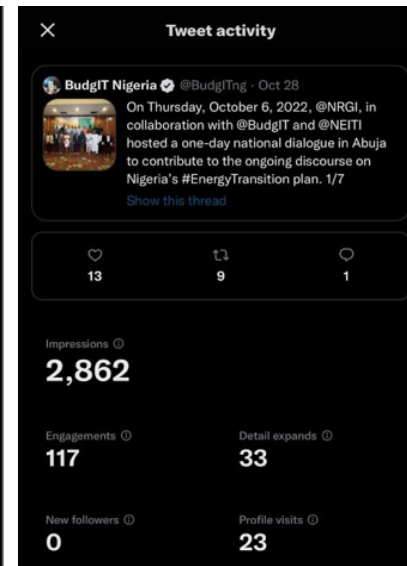 Tweet activity
BudgIT Nigeria @BudgITng · Oct 28
On Thursday, October 6, 2022, @NRGI, in
collaboration with @BudgIT and @NEITI
hosted a one-day national dialogue in Abuja
to contribute to the ongoing discourse on
Nigeria's #EnergyTransition plan. 1/7
Show this thread
13 9 1
Impressions
2,862
Engagements Detail expands
117 33
New followers Profile visits
0 23